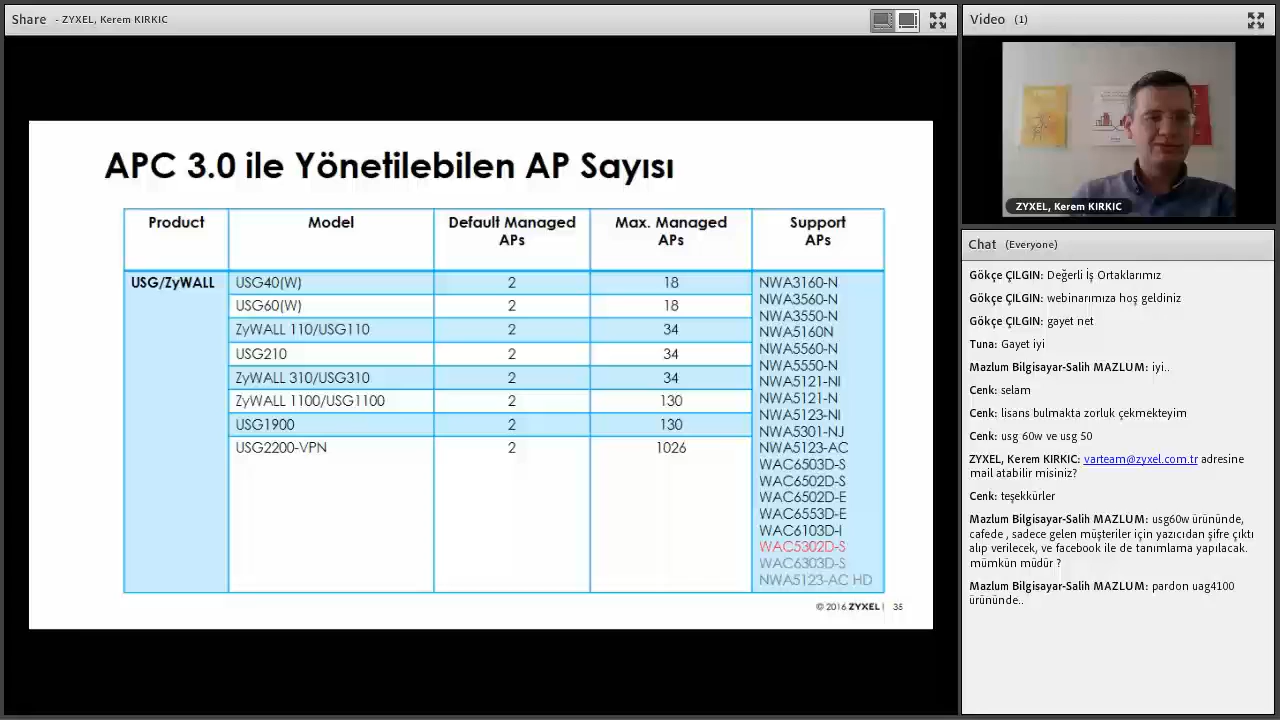 Share - ZYXEL, Kerem KIRKIC
Video (1)
ZYXEL, Kerem KIRKIC
APC 3.0 ile Yönetilebilen AP Sayısı
Product Model Default Managed APs Max. Managed APs Support APs
USG/ZyWALL
USG40(W) 2 18
USG60(W) 2 18
ZyWALL 110/USG110 2 34
USG210 2 34
ZyWALL 310/USG310 2 34
ZyWALL 1100/USG1100 2 130
USG1900 2 130
USG2200-VPN 2 1026
NWA3160-N
NWA3560-N
NWA3550-N
NWA5160N
NWA5560-N
NWA5550-N
NWA5121-NI
NWA5121-N
NWA5123-NI
NWA5301-NJ
NWA5123-AC
WAC6503D-S
WAC6502D-S
WAC6502D-E
WAC6553D-E
WAC6103D-I
WAC5302D-S
WAC6303D-S
NWA5123-AC HD
© 2016 ZYXEL | 35
Chat (Everyone)
Gökçe ÇILGIN: Değerli İş Ortaklarımız
Gökçe ÇILGIN: webinarımıza hoş geldiniz
Gökçe ÇILGIN: gayet net
Tuna: Gayet iyi
Mazlum Bilgisayar-Salih MAZLUM: iyi..
Cenk: selam
Cenk: lisans bulmakta zorluk çekmekteyim
Cenk: usg 60w ve usg 50
ZYXEL, Kerem KIRKIC: varteam@zyxel.com.tr adresine
mail atabilir misiniz?
Cenk: teşekkürler
Mazlum Bilgisayar-Salih MAZLUM: usg60w ürününde,
cafede , sadece gelen müşteriler için yazıcıdan şifre çıktı
alıp verilecek, ve facebook ile de tanımlama yapılacak.
mümkün müdür ?
Mazlum Bilgisayar-Salih MAZLUM: pardon uag4100
ürününde..